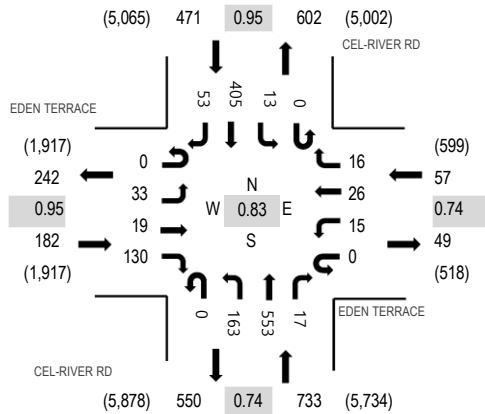 (5,065) 471 0.95 602 (5,002)
CEL-RIVER RD
53 405 13 0
EDEN TERRACE
(1,917) 0 16 (599)
242 33 N 26 57
0.95 19 W 0.83 E 15 0.74
182 130 S 0 49
(1,917) (518)
0 163 553 17
EDEN TERRACE
CEL-RIVER RD
(5,878) 550 0.74 733 (5,734)